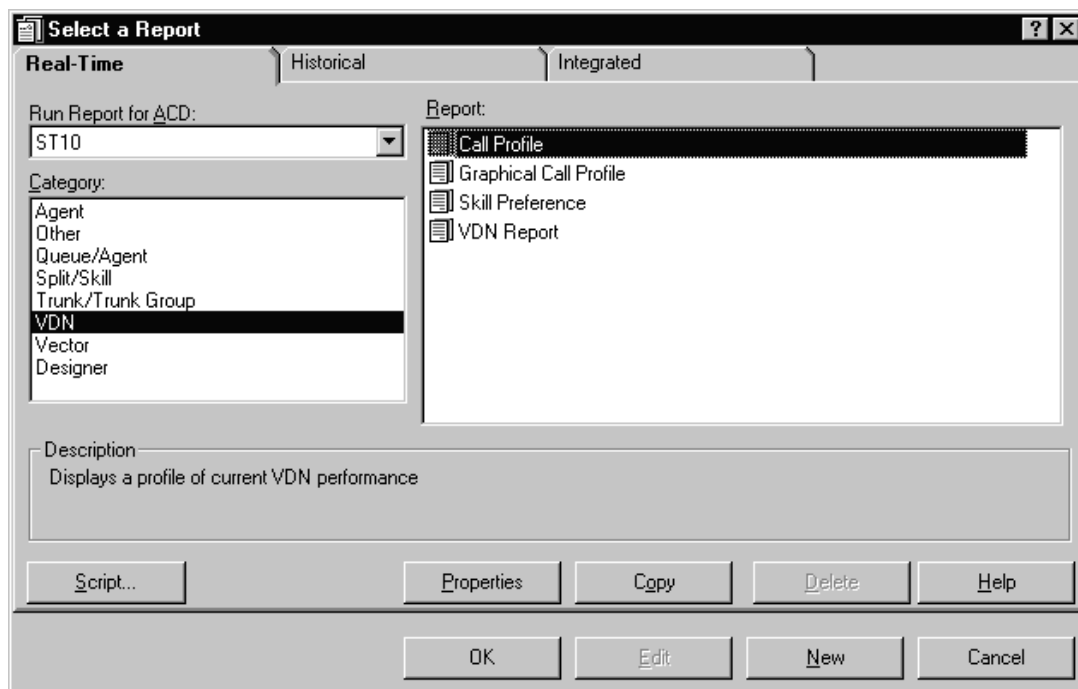 Select a Report
Real-Time
Historical
Integrated
Run Report for ACD:
ST10
Category:
Agent
Other
Queue/Agent
Split/Skill
Trunk/Trunk Group
VDN
Vector
Designer
Report:
Call Profile
Graphical Call Profile
Skill Preference
VDN Report
Description
Displays a profile of current VDN performance
Script...
Properties
Copy
Delete
Help
OK
Edit
New
Cancel